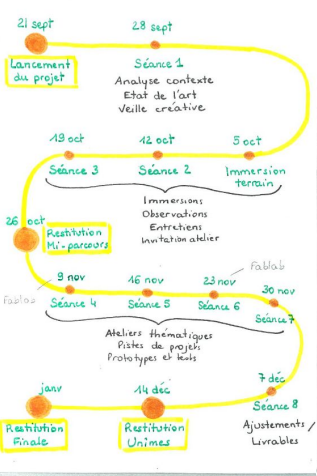 21 sept
28 sept
Lancement
du projet
Séance 1
Analyse contexte
Etat de l'art
Veille créative
19 oct
12 oct
5 oct
Séance 3
Séance 2
Immersion
terrain
Immersions
Observations
Entretiens
Invitation atelier
26 oct
Restitution
Mi-parcours
Fablab
23 nov
9 nov
16 nov
30 nov
Fablab
Séance 4
Séance 5
Séance 6
Séance 7
Ateliers thématiques
Pistes de projets
Prototypes et tests
7 déc
janv
14 déc
Séance 8
Restitution
Finale
Restitution
Unimes
Ajustements /
Livrables